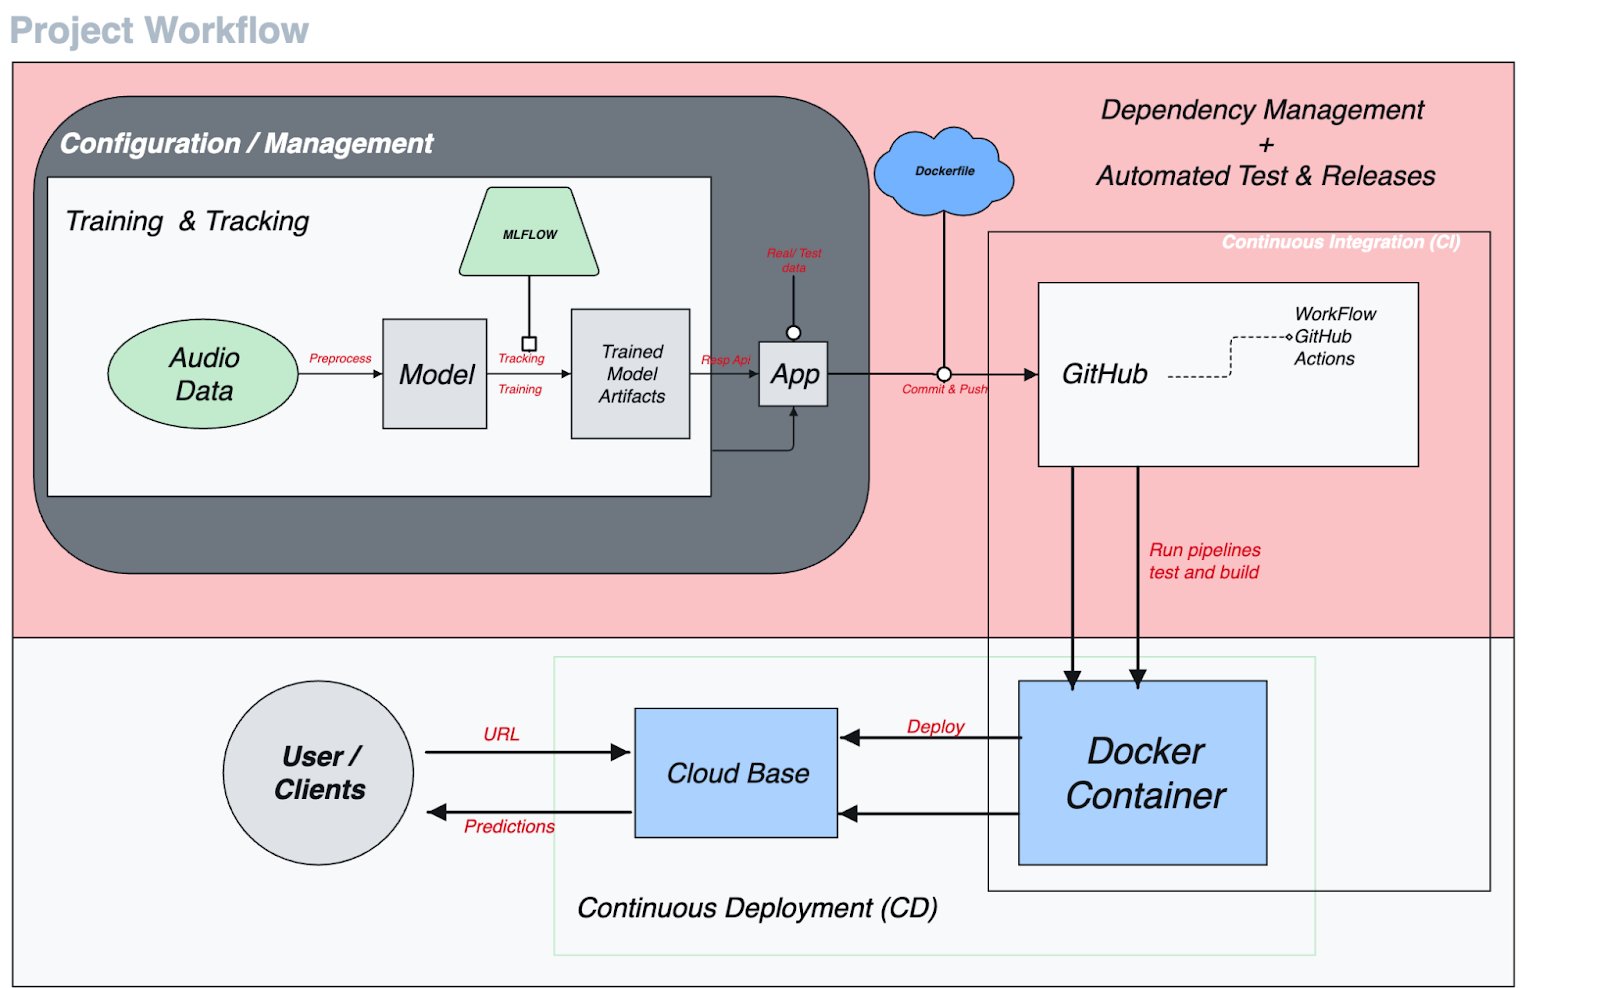 Project Workflow
Dependency Management
+
Automated Test & Releases
Configuration / Management
Dockerfile
Training & Tracking
MLFLOW
Continuous Integration (CI)
Real/ Test
data
WorkFlow
GitHub
Actions
Audio
Data
Preprocess
Model
Tracking
Training
Trained
Model
Artifacts
Resp Api
App
Commit & Push
GitHub
Run pipelines
test and build
User /
Clients
URL
Predictions
Cloud Base
Deploy
Docker
Container
Continuous Deployment (CD)